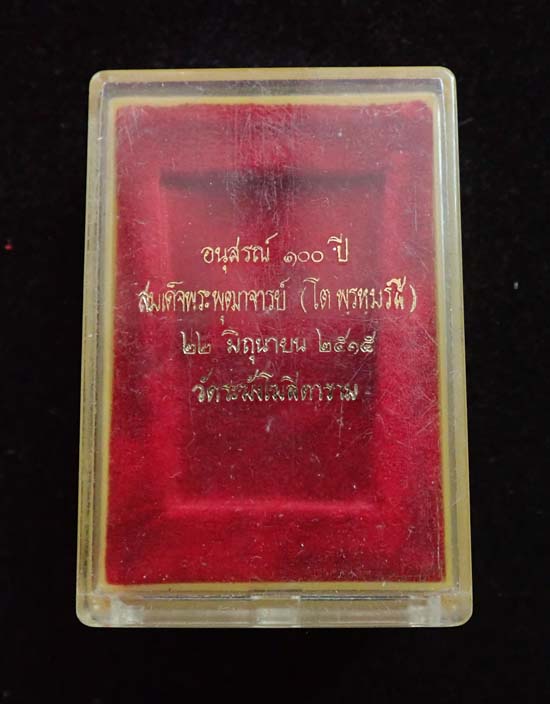 อนุสรณ์ ๑๐๐ ปี
สมเด็จพระพุฒาจารย์ (โต พรหมรังสี)
๒๒ มิถุนายน ๒๕๑๕
วัดระฆังโฆสิตาราม